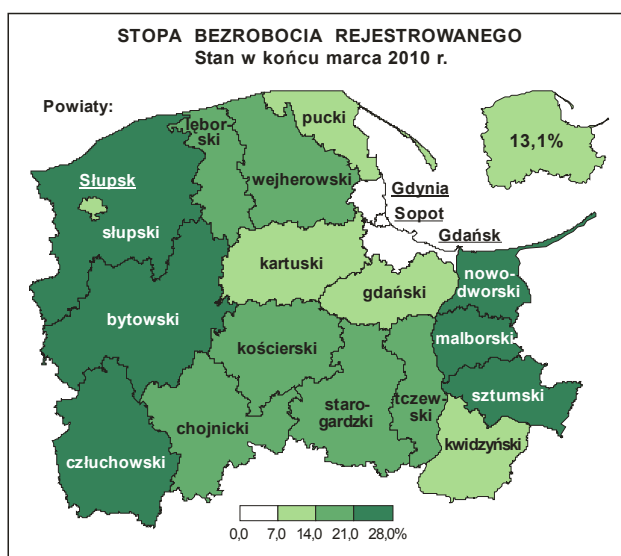 STOPA BEZROBOCIA REJESTROWANEGO
Stan w końcu marca 2010 r.
Powiaty:
pucki
lębor-
ski
13,1%
wejherowski
Słupsk
Gdynia
Sopot
Gdańsk
słupski
kartuski
gdański
nowo-
dworski
bytowski
kościerski
malborski
staro-
gardzki
tczew-
ski
sztumski
chojnicki
kwidzyński
człuchowski
0,0 7,0 14,0 21,0 28,0%